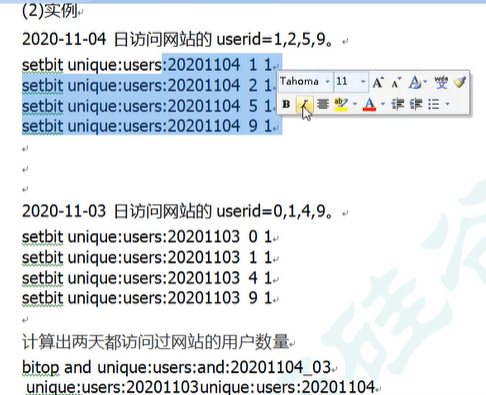 (2)实例
2020-11-04 日访问网站的 userid=1,2,5,9。
setbit unique:users:20201104 1 1
setbit unique:users:20201104 2 1
setbit unique:users:20201104 5 1
setbit unique:users:20201104 9 1
Tahoma 11
B I
2020-11-03 日访问网站的 userid=0,1,4,9。
setbit unique:users:20201103 0 1
setbit unique:users:20201103 1 1
setbit unique:users:20201103 4 1
setbit unique:users:20201103 9 1
计算出两天都访问过网站的用户数量
bitop and unique:users:and:20201104_03
unique:users:20201103unique:users:20201104
硅谷